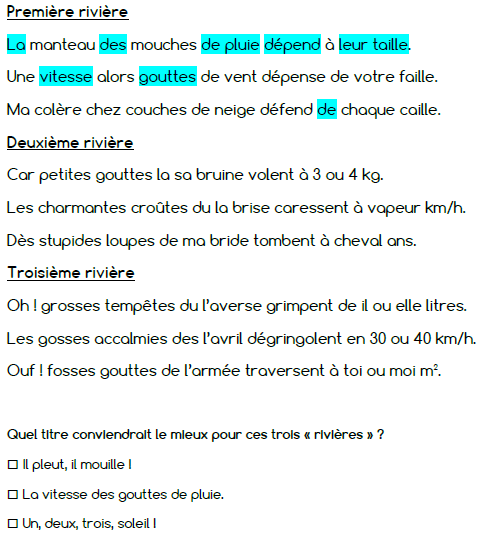 Première rivière
La manteau des mouches de pluie dépend à leur taille.
Une vitesse alors gouttes de vent dépense de votre faille.
Ma colère chez couches de neige défend de chaque caille.
Deuxième rivière
Car petites gouttes la sa bruine volent à 3 ou 4 kg.
Les charmantes croûtes du la brise caressent à vapeur km/h.
Dès stupides loupes de ma bride tombent à cheval ans.
Troisième rivière
Oh ! grosses tempêtes du l'averse grimpent de il ou elle litres.
Les gosses accalmies des l'avril dégringolent en 30 ou 40 km/h.
Ouf ! fosses gouttes de l'armée traversent à toi ou moi m².
Quel titre conviendrait le mieux pour ces trois « rivières » ?
□ Il pleut, il mouille !
□ La vitesse des gouttes de pluie.
□ Un, deux, trois, soleil !